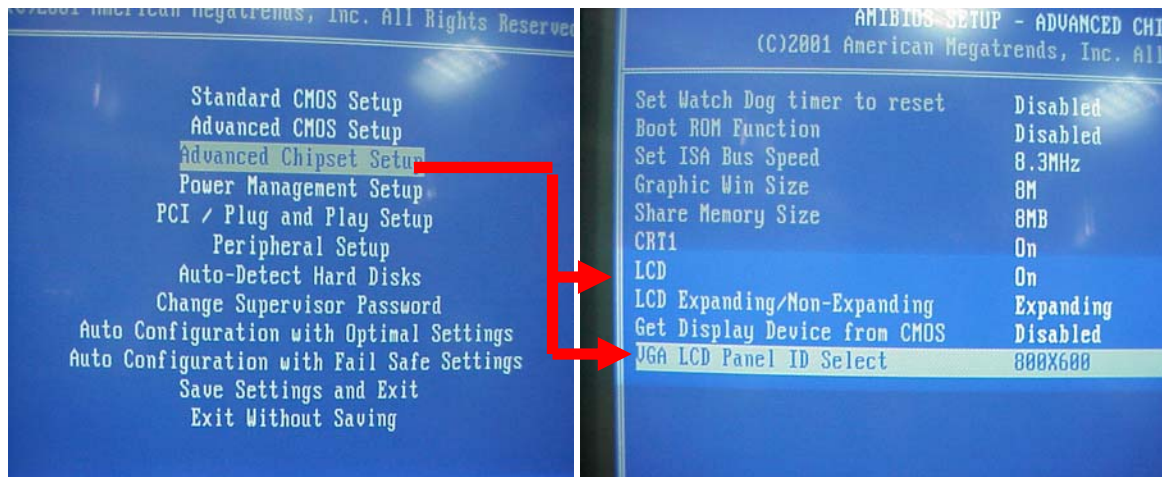 2001 American Megatrends, Inc. All Rights Reserved
Standard CMOS Setup
Advanced CMOS Setup
Advanced Chipset Setup
Power Management Setup
PCI / Plug and Play Setup
Peripheral Setup
Auto-Detect Hard Disks
Change Supervisor Password
Auto Configuration with Optimal Settings
Auto Configuration with Fail Safe Settings
Save Settings and Exit
Exit Without Saving
AMIBIOS SETUP - ADVANCED CHI
(C)2001 American Megatrends, Inc. All
Set Watch Dog timer to reset Disabled
Boot ROM Function Disabled
Set ISA Bus Speed 8.3MHz
Graphic Win Size 8M
Share Memory Size 8MB
CRT1 On
LCD On
LCD Expanding/Non-Expanding Expanding
Get Display Device from CMOS Disabled
VGA LCD Panel ID Select 800X600